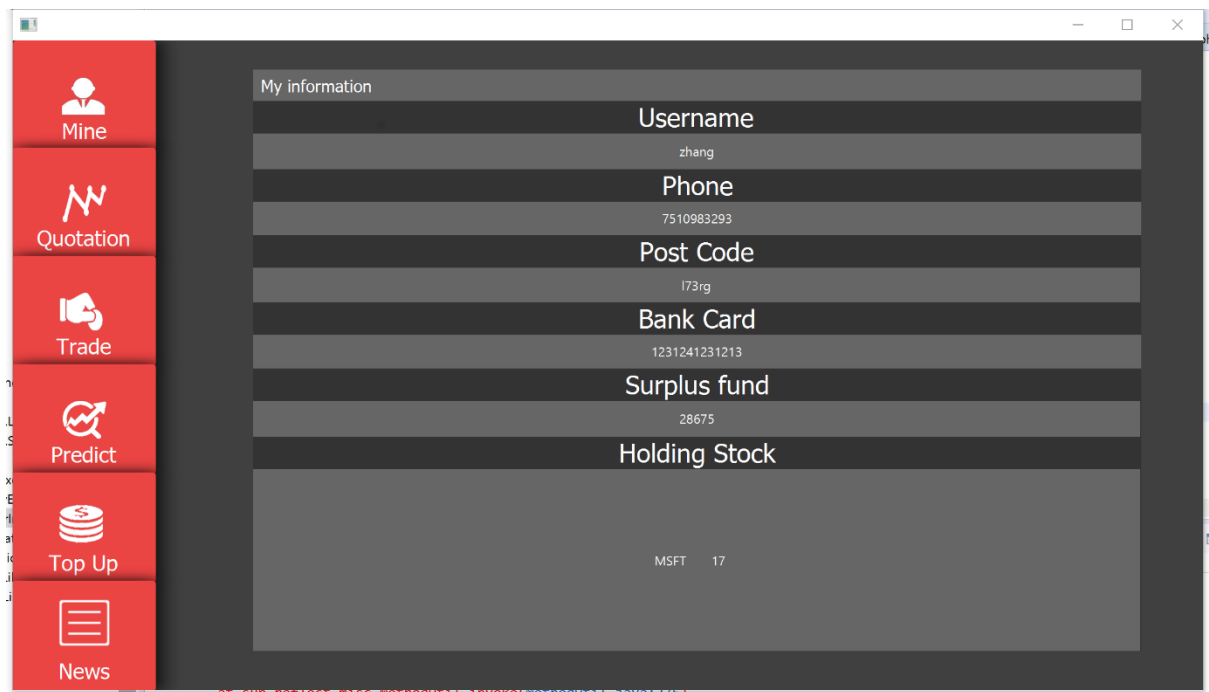 My information
Username
zhang
Phone
7510983293
Post Code
l73rg
Bank Card
1231241231213
Surplus fund
28675
Holding Stock
MSFT 17
Mine
Quotation
Trade
Predict
Top Up
News